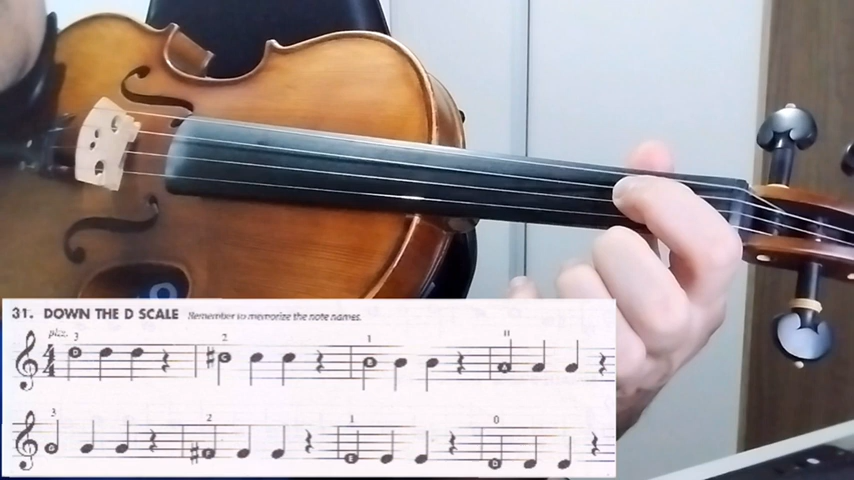 31. DOWN THE D SCALE Remember to memorize the note names.
pizz.
3 2 1 0
D C B A
3 2 1 0
G F E D